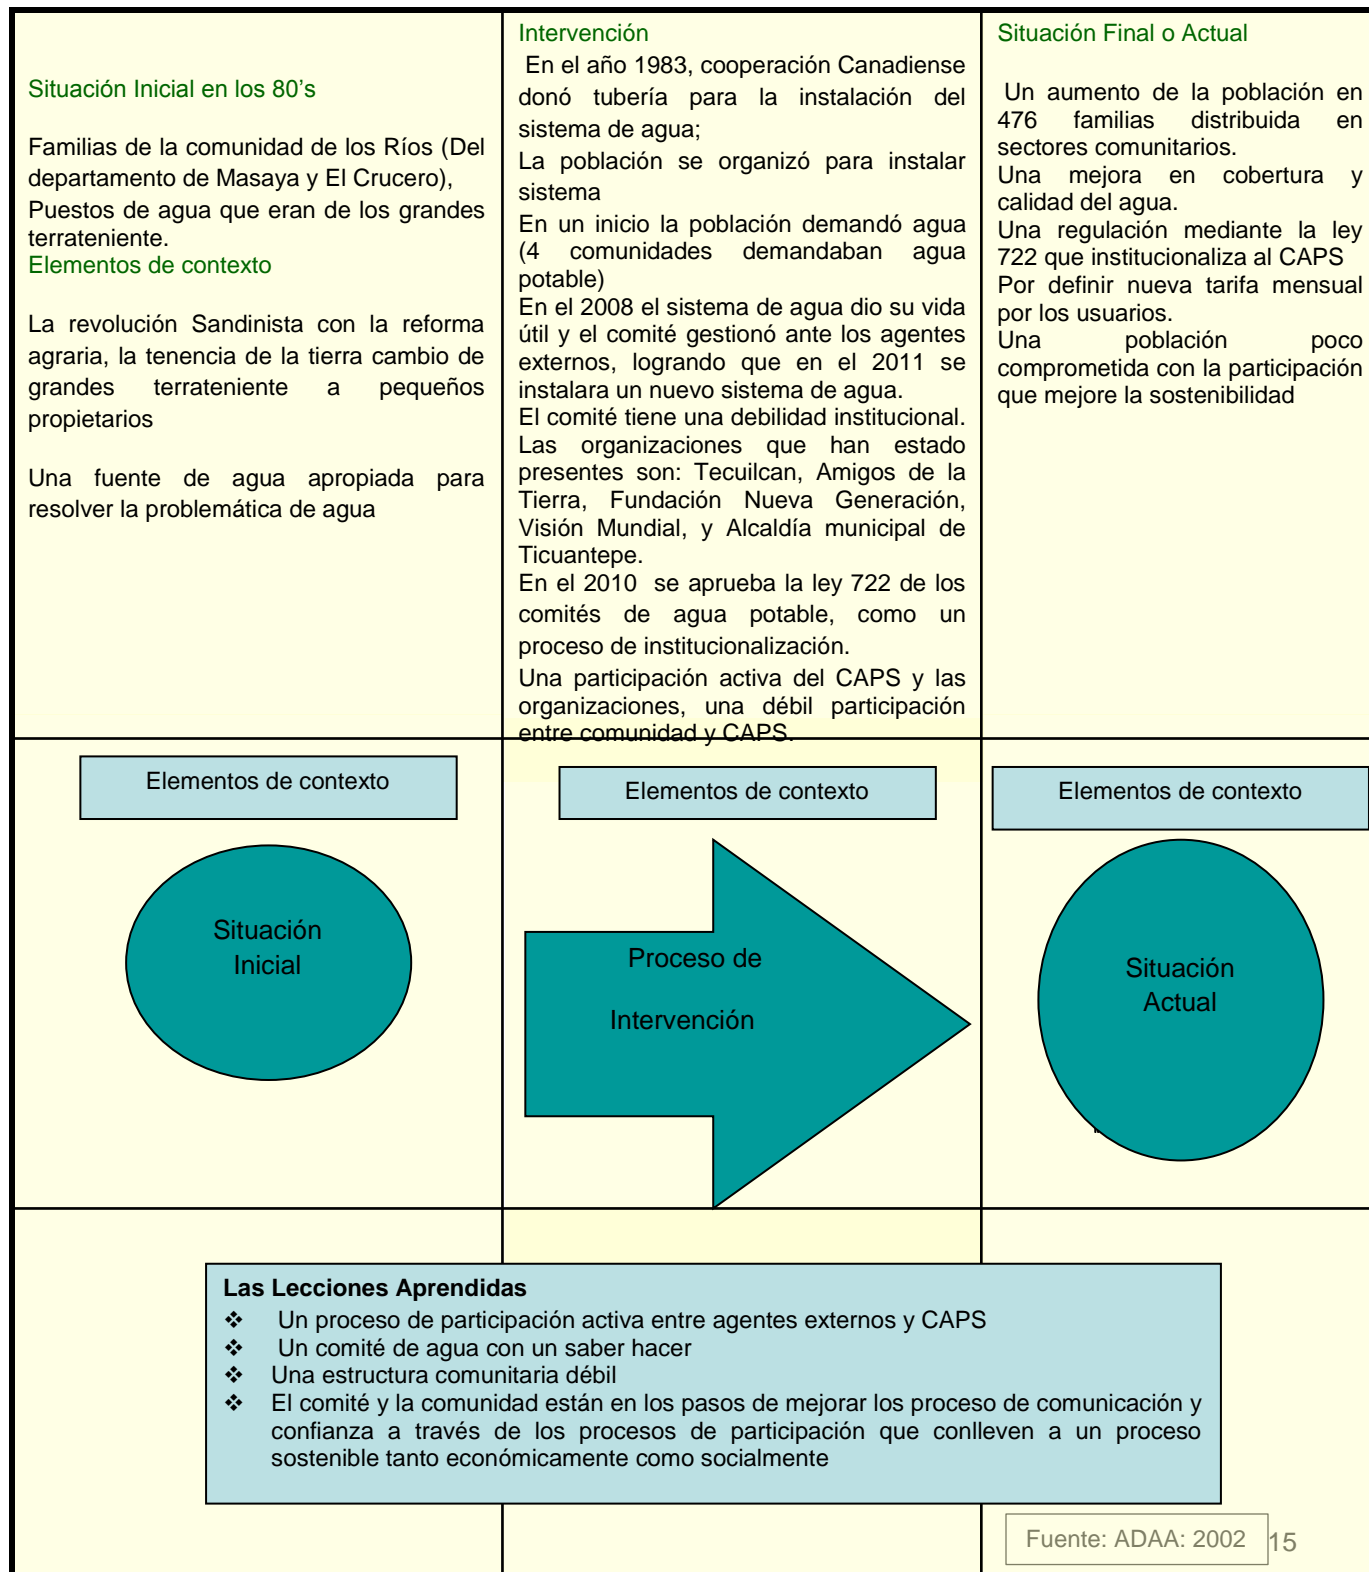 Situación Inicial en los 80’s
Familias de la comunidad de los Ríos (Del
departamento de Masaya y El Crucero),
Puestos de agua que eran de los grandes
terrateniente.
Elementos de contexto
La revolución Sandinista con la reforma
agraria, la tenencia de la tierra cambio de
grandes terrateniente a pequeños
propietarios
Una fuente de agua apropiada para
resolver la problemática de agua
Intervención
En el año 1983, cooperación Canadiense
donó tubería para la instalación del
sistema de agua;
La población se organizó para instalar
sistema
En un inicio la población demandó agua
(4 comunidades demandaban agua
potable)
En el 2008 el sistema de agua dio su vida
útil y el comité gestionó ante los agentes
externos, logrando que en el 2011 se
instalara un nuevo sistema de agua.
El comité tiene una debilidad institucional.
Las organizaciones que han estado
presentes son: Tecuilcan, Amigos de la
Tierra, Fundación Nueva Generación,
Visión Mundial, y Alcaldía municipal de
Ticuantepe.
En el 2010 se aprueba la ley 722 de los
comités de agua potable, como un
proceso de institucionalización.
Una participación activa del CAPS y las
organizaciones, una débil participación
entre comunidad y CAPS.
Situación Final o Actual
Un aumento de la población en
476 familias distribuida en
sectores comunitarios.
Una mejora en cobertura y
calidad del agua.
Una regulación mediante la ley
722 que institucionaliza al CAPS
Por definir nueva tarifa mensual
por los usuarios.
Una población poco
comprometida con la participación
que mejore la sostenibilidad
Elementos de contexto
Elementos de contexto
Elementos de contexto
Situación
Inicial
Proceso de
Intervención
Situación
Actual
Las Lecciones Aprendidas
❖ Un proceso de participación activa entre agentes externos y CAPS
❖ Un comité de agua con un saber hacer
❖ Una estructura comunitaria débil
❖ El comité y la comunidad están en los pasos de mejorar los proceso de comunicación y
confianza a través de los procesos de participación que conlleven a un proceso
sostenible tanto económicamente como socialmente
Fuente: ADAA: 2002
15